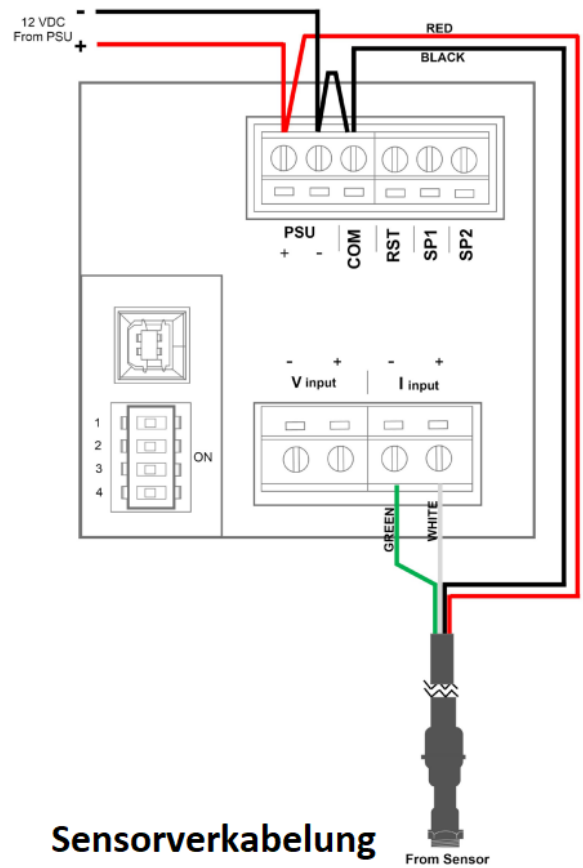 -
12 VDC
From PSU
+
RED
BLACK
PSU
+ -
COM
RST
SP1
SP2
- + - +
V input I input
1
2
3
4
ON
GREEN
WHITE
Sensorverkabelung
From Sensor